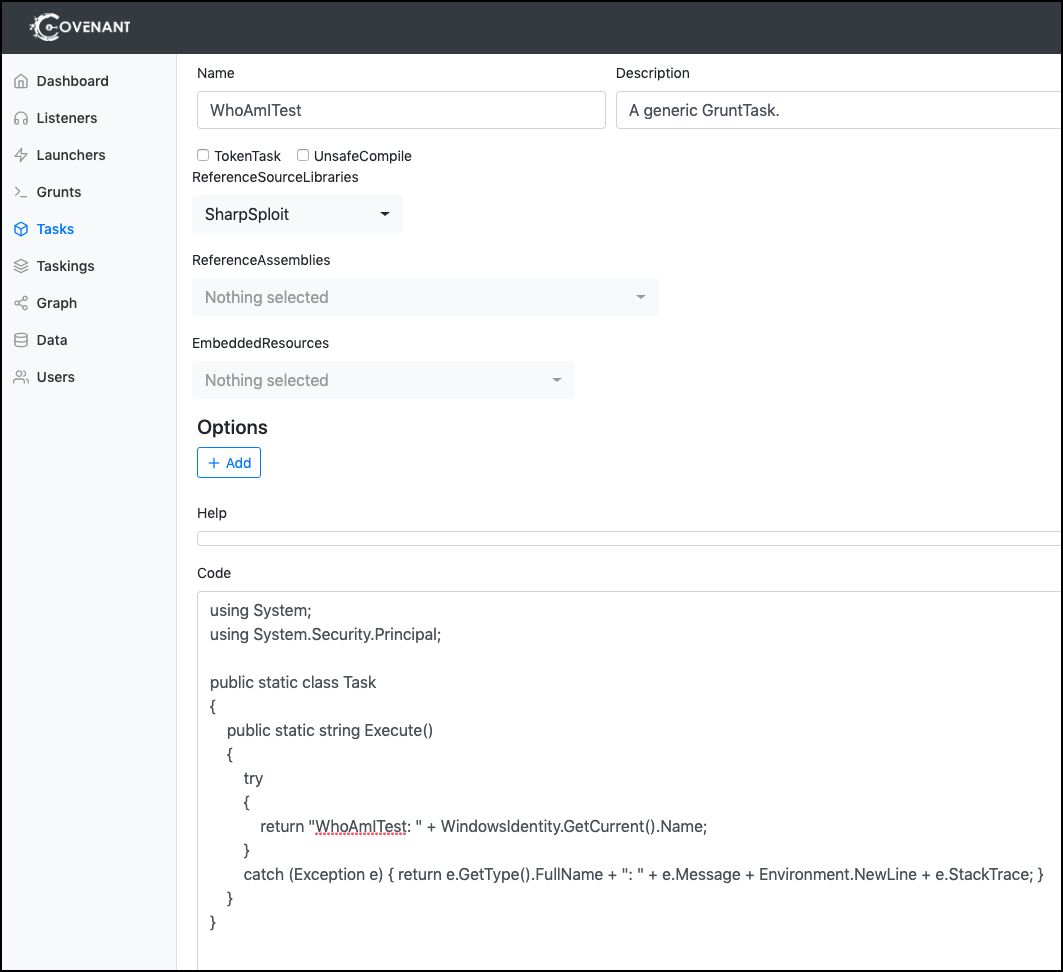 COVENANT
Dashboard
Listeners
Launchers
Grunts
Tasks
Taskings
Graph
Data
Users
Name
Description
WhoAmITest
A generic GruntTask.
TokenTask
UnsafeCompile
ReferenceSourceLibraries
SharpSploit
ReferenceAssemblies
Nothing selected
EmbeddedResources
Nothing selected
Options
+ Add
Help
Code
using System;
using System.Security.Principal;
public static class Task
{
public static string Execute()
{
try
{
return "WhoAmITest: " + WindowsIdentity.GetCurrent().Name;
}
catch (Exception e) { return e.GetType().FullName + ": " + e.Message + Environment.NewLine + e.StackTrace; }
}
}